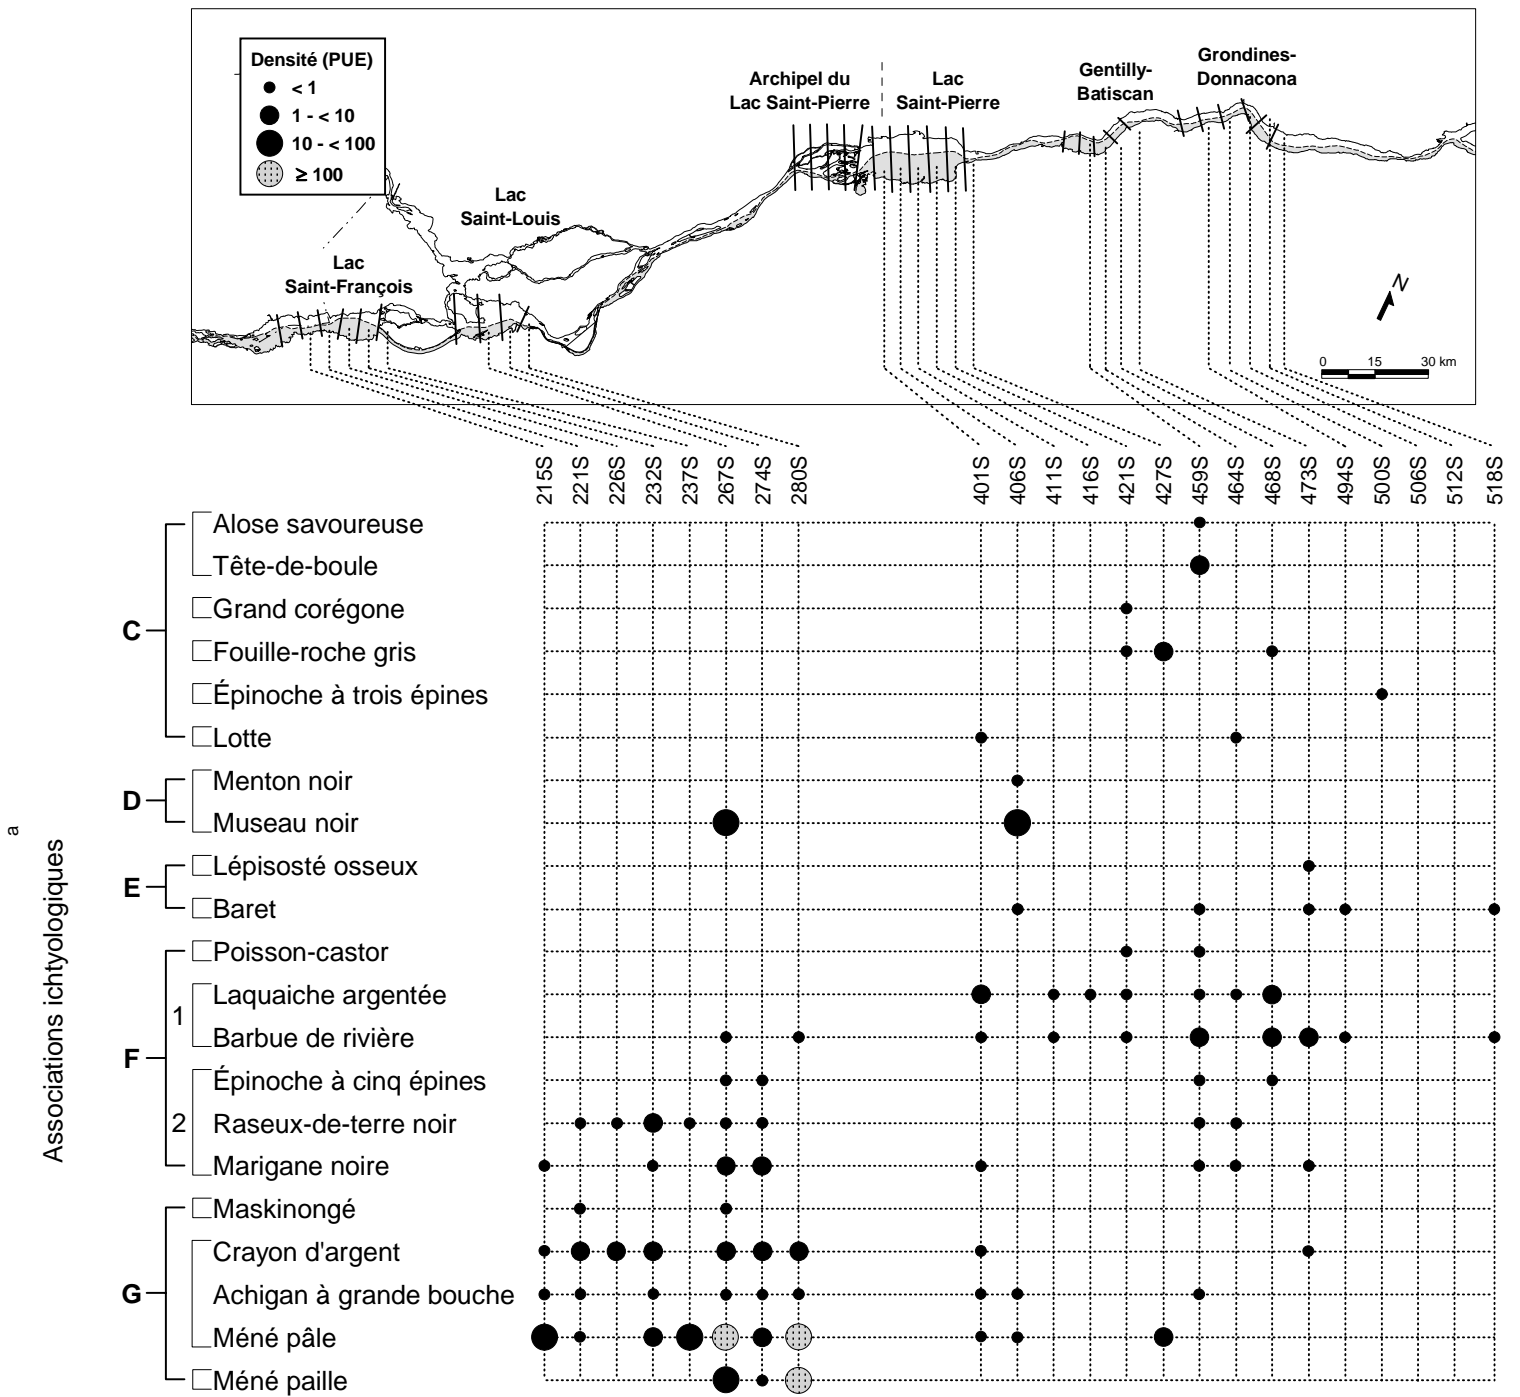 Densité (PUE)
< 1
1 - < 10
10 - < 100
≥ 100
Lac
Saint-François
Lac
Saint-Louis
Archipel du
Lac Saint-Pierre
Lac
Saint-Pierre
Gentilly-
Batiscan
Grondines-
Donnacona
N
0 15 30 km
215S 221S 226S 232S 237S 267S 274S 280S 401S 406S 411S 416S 421S 427S 459S 464S 468S 473S 494S 500S 506S 512S 518S
Associations ichtyologiques a
C
Alose savoureuse
Tête-de-boule
Grand corégone
Fouille-roche gris
Épinoche à trois épines
Lotte
D
Menton noir
Museau noir
E
Lépisosté osseux
Baret
F
Poisson-castor
1
Laquaiche argentée
Barbue de rivière
2
Épinoche à cinq épines
Raseux-de-terre noir
Marigane noire
G
Maskinongé
Crayon d'argent
Achigan à grande bouche
Méné pâle
Méné paille